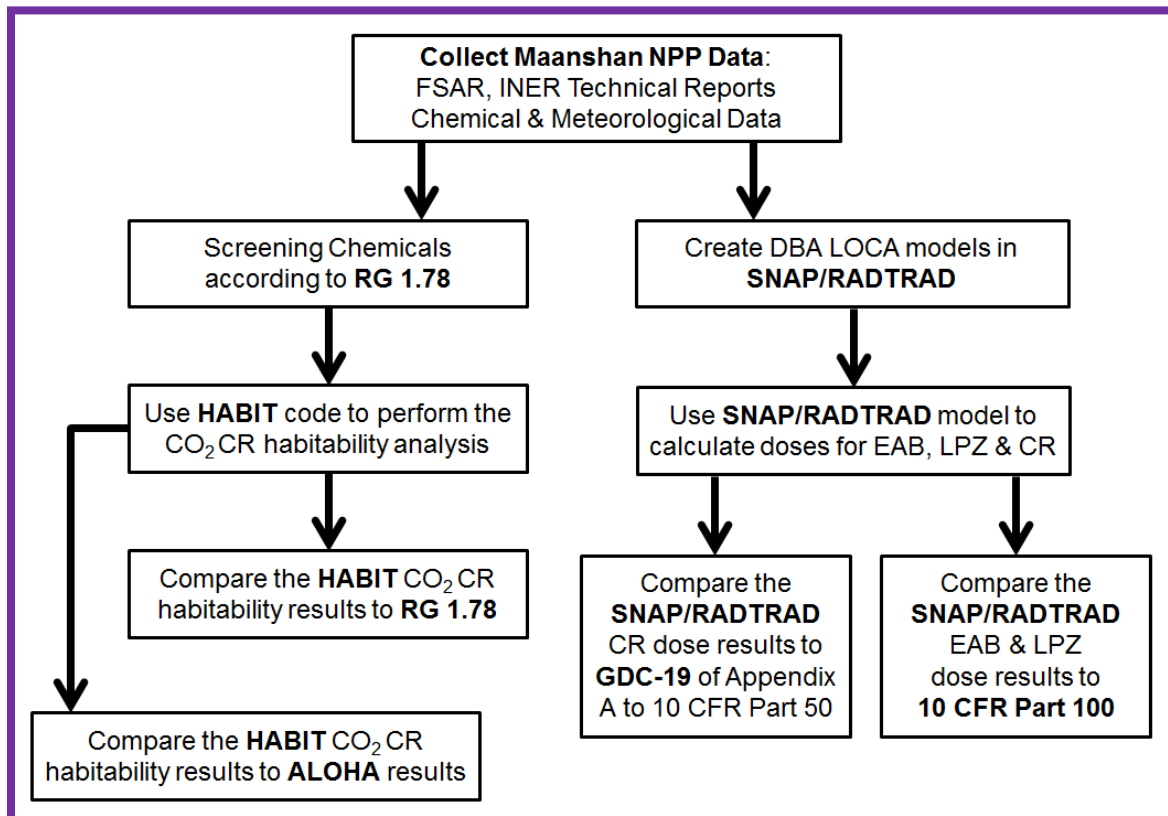 Collect Maanshan NPP Data:
FSAR, INER Technical Reports
Chemical & Meteorological Data
Screening Chemicals
according to RG 1.78
Create DBA LOCA models in
SNAP/RADTRAD
Use HABIT code to perform the
CO₂ CR habitability analysis
Use SNAP/RADTRAD model to
calculate doses for EAB, LPZ & CR
Compare the HABIT CO₂ CR
habitability results to RG 1.78
Compare the
SNAP/RADTRAD
CR dose results to
GDC-19 of Appendix
A to 10 CFR Part 50
Compare the
SNAP/RADTRAD
EAB & LPZ
dose results to
10 CFR Part 100
Compare the HABIT CO₂ CR
habitability results to ALOHA results